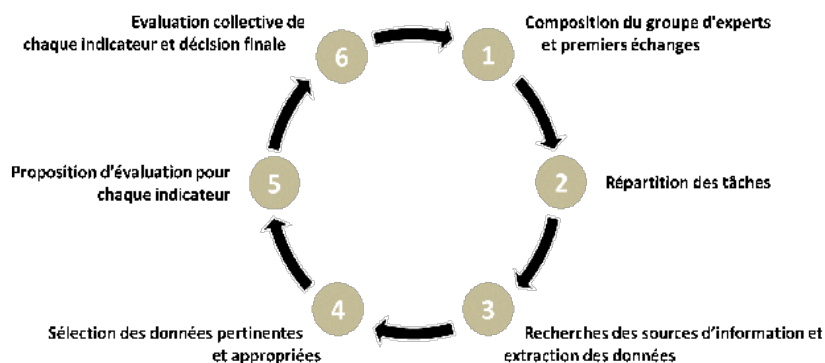 1
Composition du groupe d'experts
et premiers échanges
2
Répartition des tâches
3
Recherches des sources d'information et
extraction des données
4
Sélection des données pertinentes
et appropriées
5
Proposition d'évaluation pour
chaque indicateur
6
Evaluation collective de
chaque indicateur et décision finale